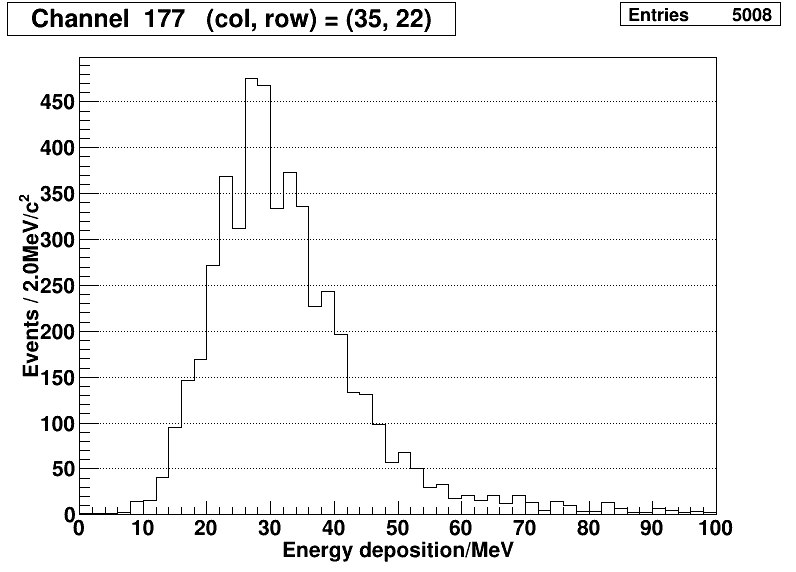 Channel 177 (col, row) = (35, 22)
Entries 5008
Events / 2.0MeV/c²
450
400
350
300
250
200
150
100
50
0
0 10 20 30 40 50 60 70 80 90 100
Energy deposition/MeV